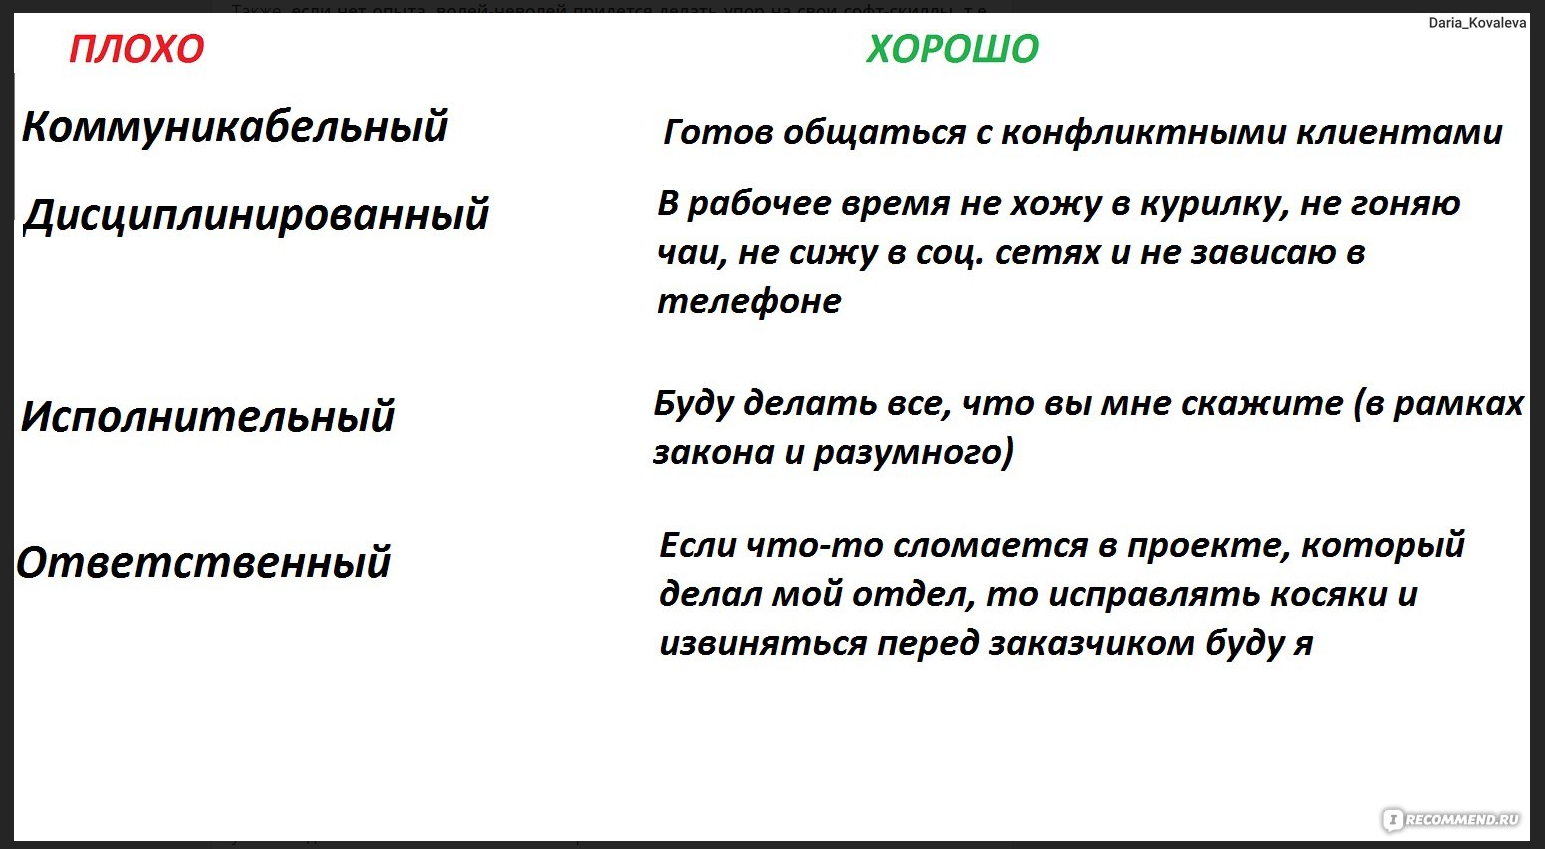 Также, если нет опыта, волей-неволей придется делать упор на свои софт-скиллы, т.е.
Daria_Kovaleva
ПЛОХО
ХОРОШО
Коммуникабельный
Готов общаться с конфликтными клиентами
Дисциплинированный
В рабочее время не хожу в курилку, не гоняю
чаи, не сижу в соц. сетях и не зависаю в
телефоне
Исполнительный
Буду делать все, что вы мне скажите (в рамках
закона и разумного)
Ответственный
Если что-то сломается в проекте, который
делал мой отдел, то исправлять косяки и
извиняться перед заказчиком буду я
I RECOMMEND.RU